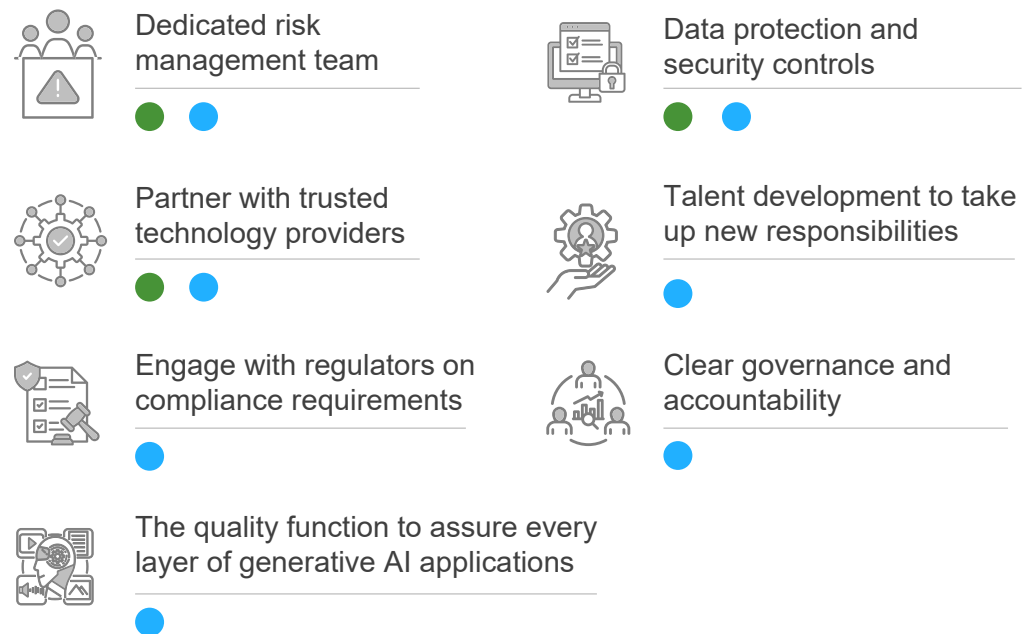 Dedicated risk
management team
Data protection and
security controls
Partner with trusted
technology providers
Talent development to take
up new responsibilities
Engage with regulators on
compliance requirements
Clear governance and
accountability
The quality function to assure every
layer of generative AI applications